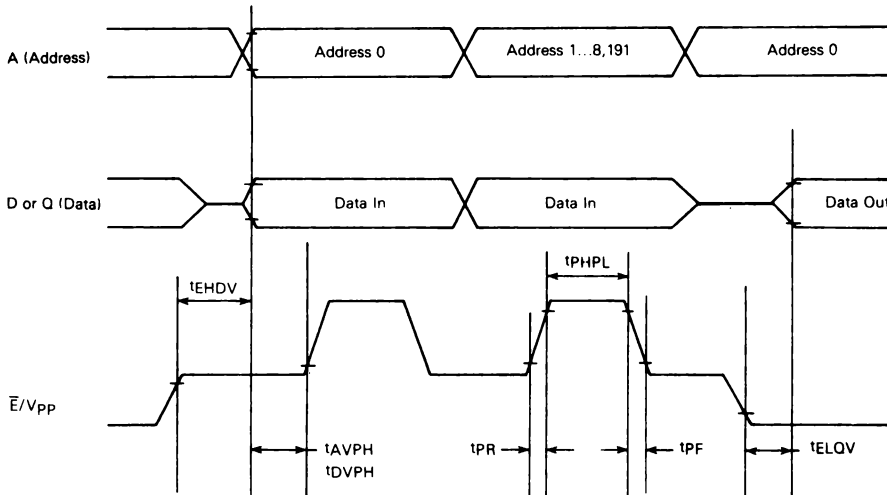 A (Address)
Address 0
Address 1...8,191
Address 0
D or Q (Data)
Data In
Data In
Data Out
tEHDV
tPHPL
E̅/VPP
tAVPH
tDVPH
tPR
tPF
tELQV